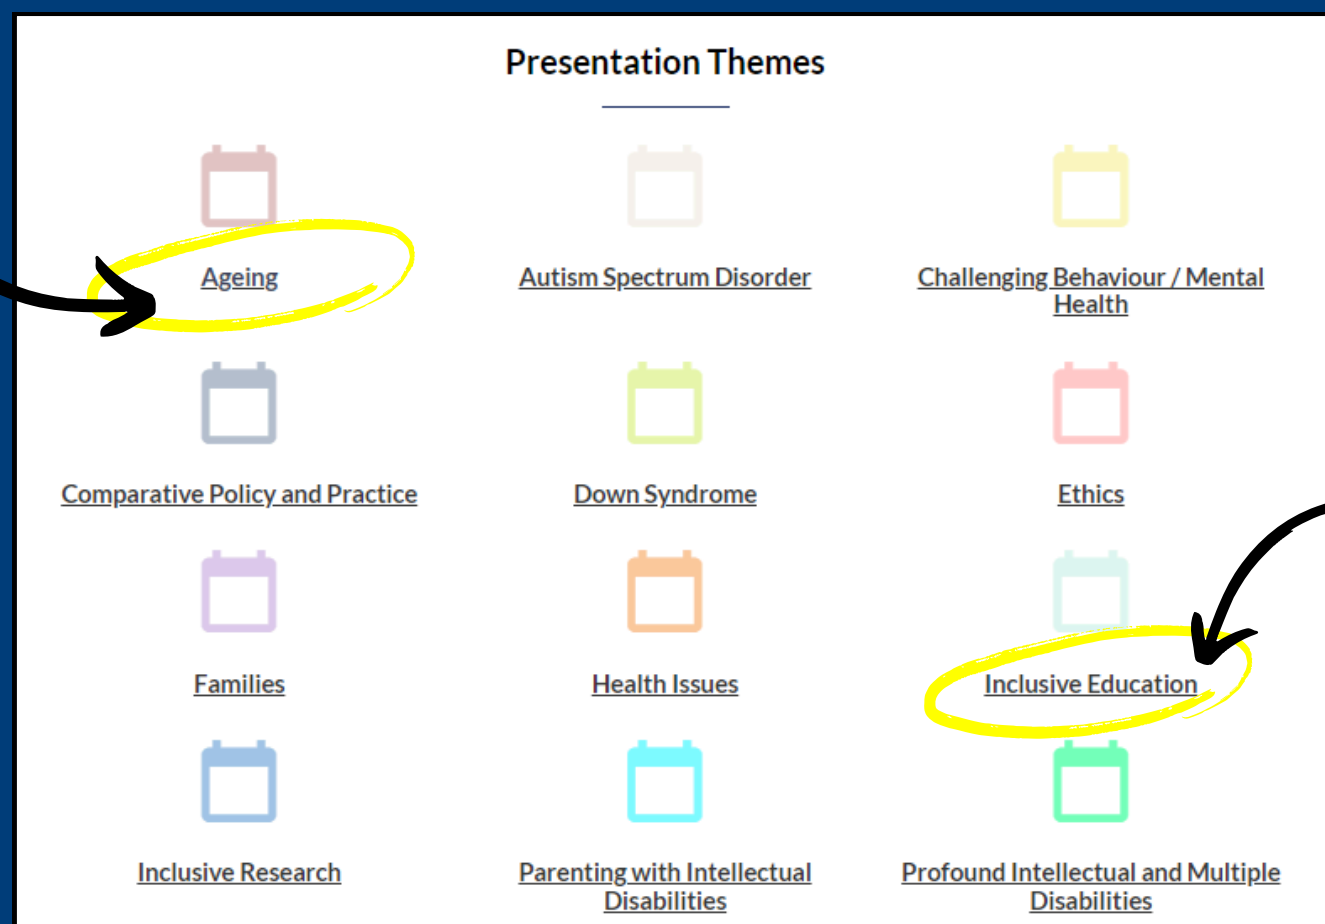 Presentation Themes
Ageing
Autism Spectrum Disorder
Challenging Behaviour / Mental
Health
Comparative Policy and Practice
Down Syndrome
Ethics
Families
Health Issues
Inclusive Education
Inclusive Research
Parenting with Intellectual
Disabilities
Profound Intellectual and Multiple
Disabilities